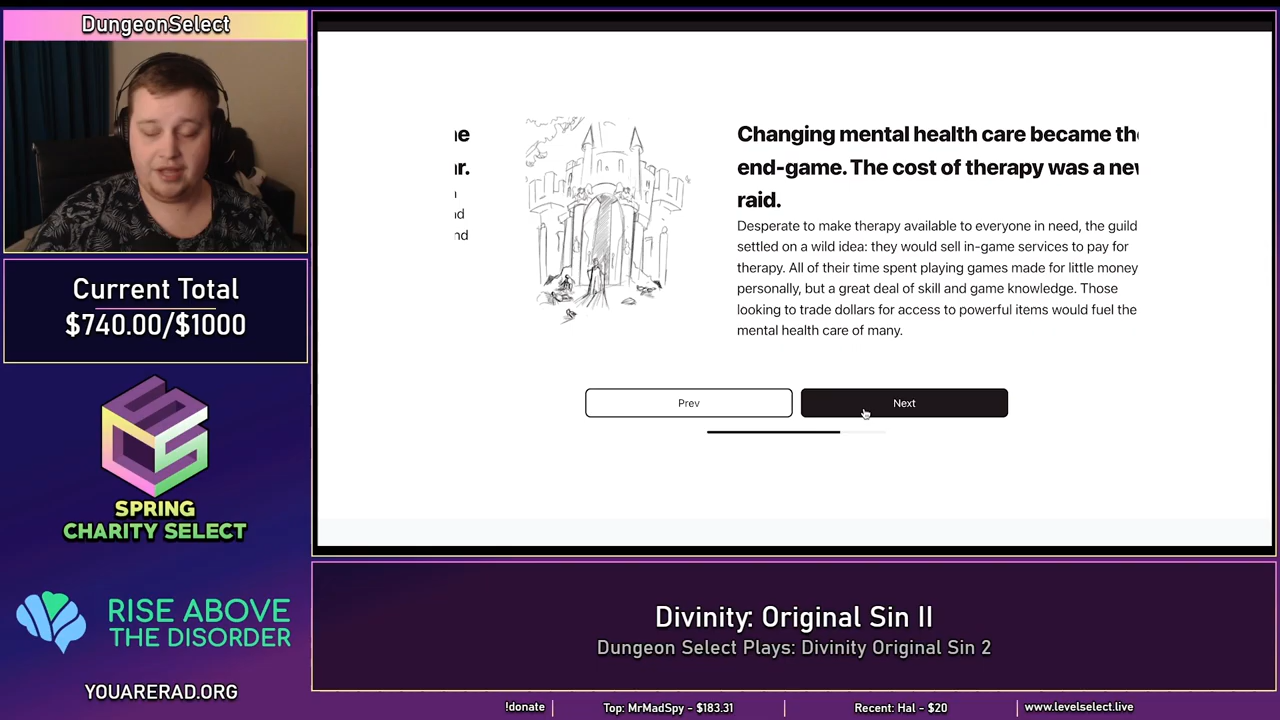 DungeonSelect
Current Total
$740.00/$1000
SPRING
CHARITY SELECT
RISE ABOVE
THE DISORDER
YOUARERAD.ORG
Changing mental health care became the
end-game. The cost of therapy was a new
raid.
Desperate to make therapy available to everyone in need, the guild
settled on a wild idea: they would sell in-game services to pay for
therapy. All of their time spent playing games made for little money
personally, but a great deal of skill and game knowledge. Those
looking to trade dollars for access to powerful items would fuel the
mental health care of many.
Prev
Next
Divinity: Original Sin II
Dungeon Select Plays: Divinity Original Sin 2
!donate
Top: MrMadSpy - $183.31
Recent: Hal - $20
www.levelselect.live